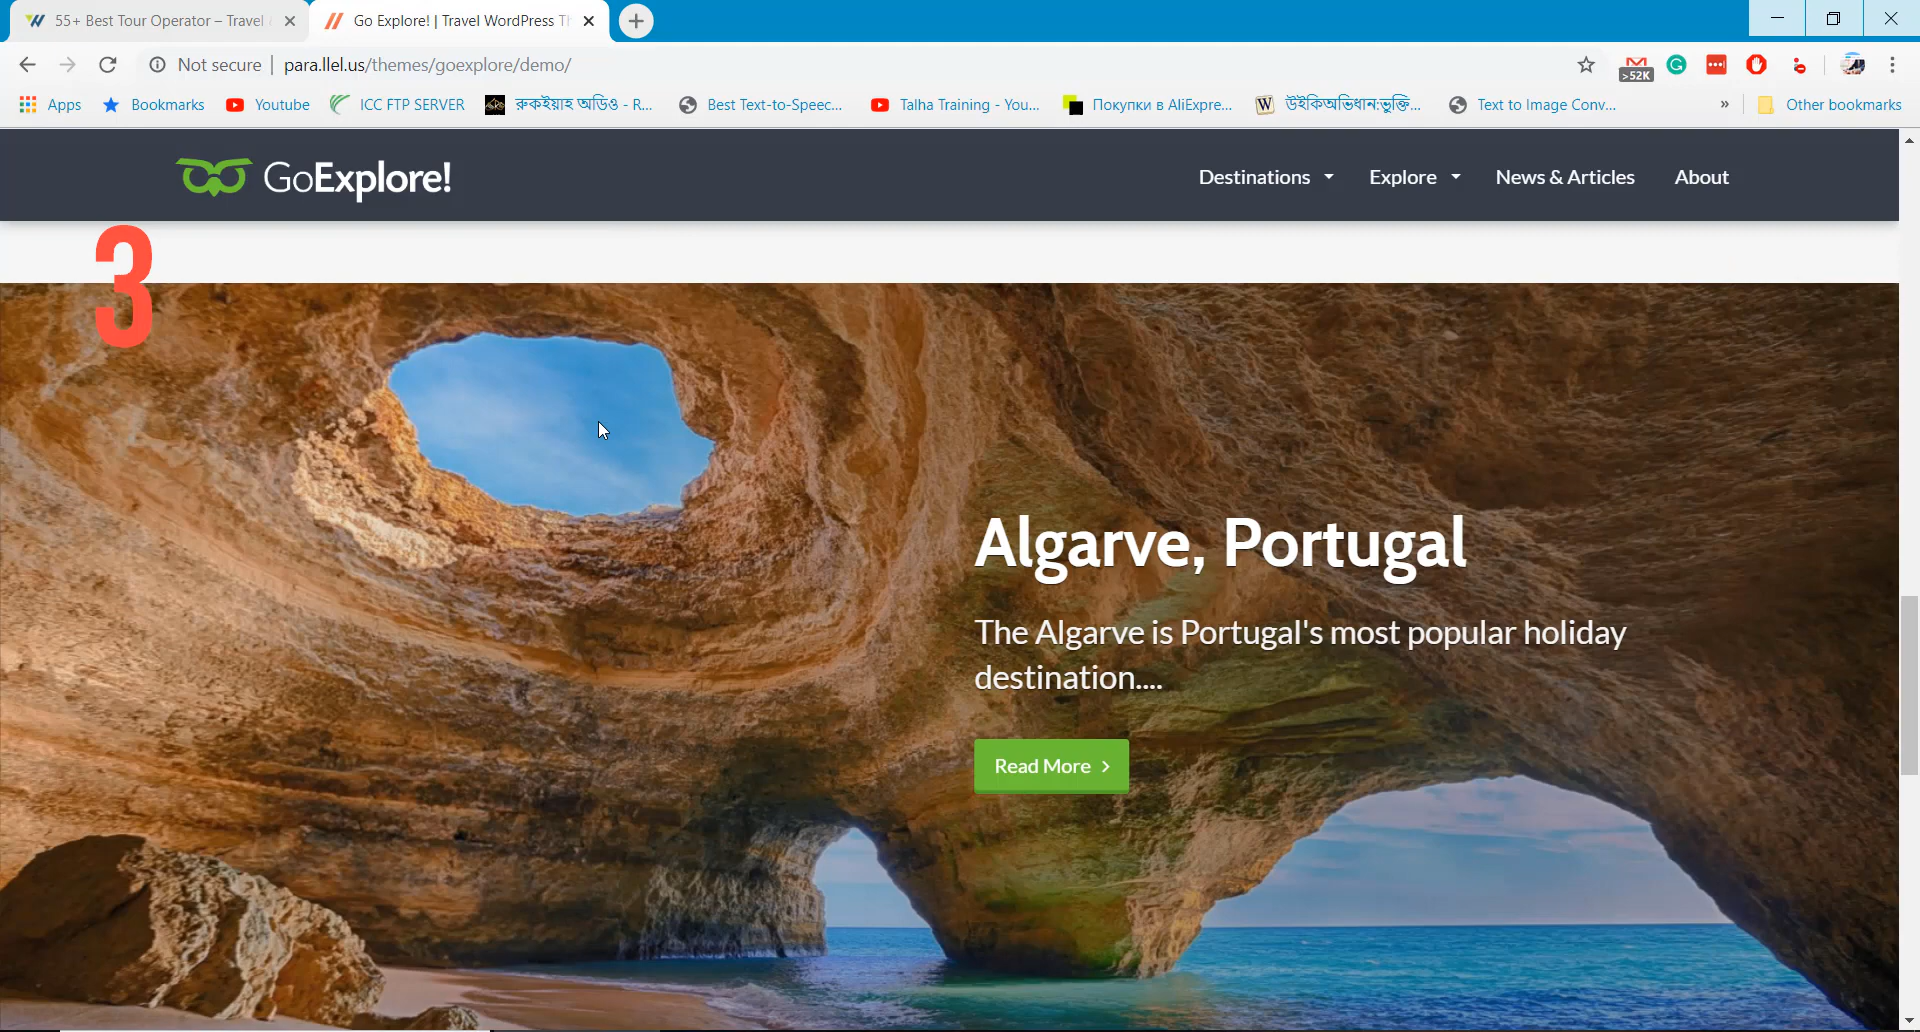 55+ Best Tour Operator – Travel
Go Explore! | Travel WordPress Th
Not secure | para.llel.us/themes/goexplore/demo/
>52K
Apps Bookmarks Youtube ICC FTP SERVER রুকইয়াহ অডিও - R... Best Text-to-Speec... Talha Training - You... Покупки в AliExpre... উইকিঅভিধান:ভুক্তি... Text to Image Conv... » Other bookmarks
GoExplore!
Destinations Explore News & Articles About
3
Algarve, Portugal
The Algarve is Portugal's most popular holiday
destination....
Read More